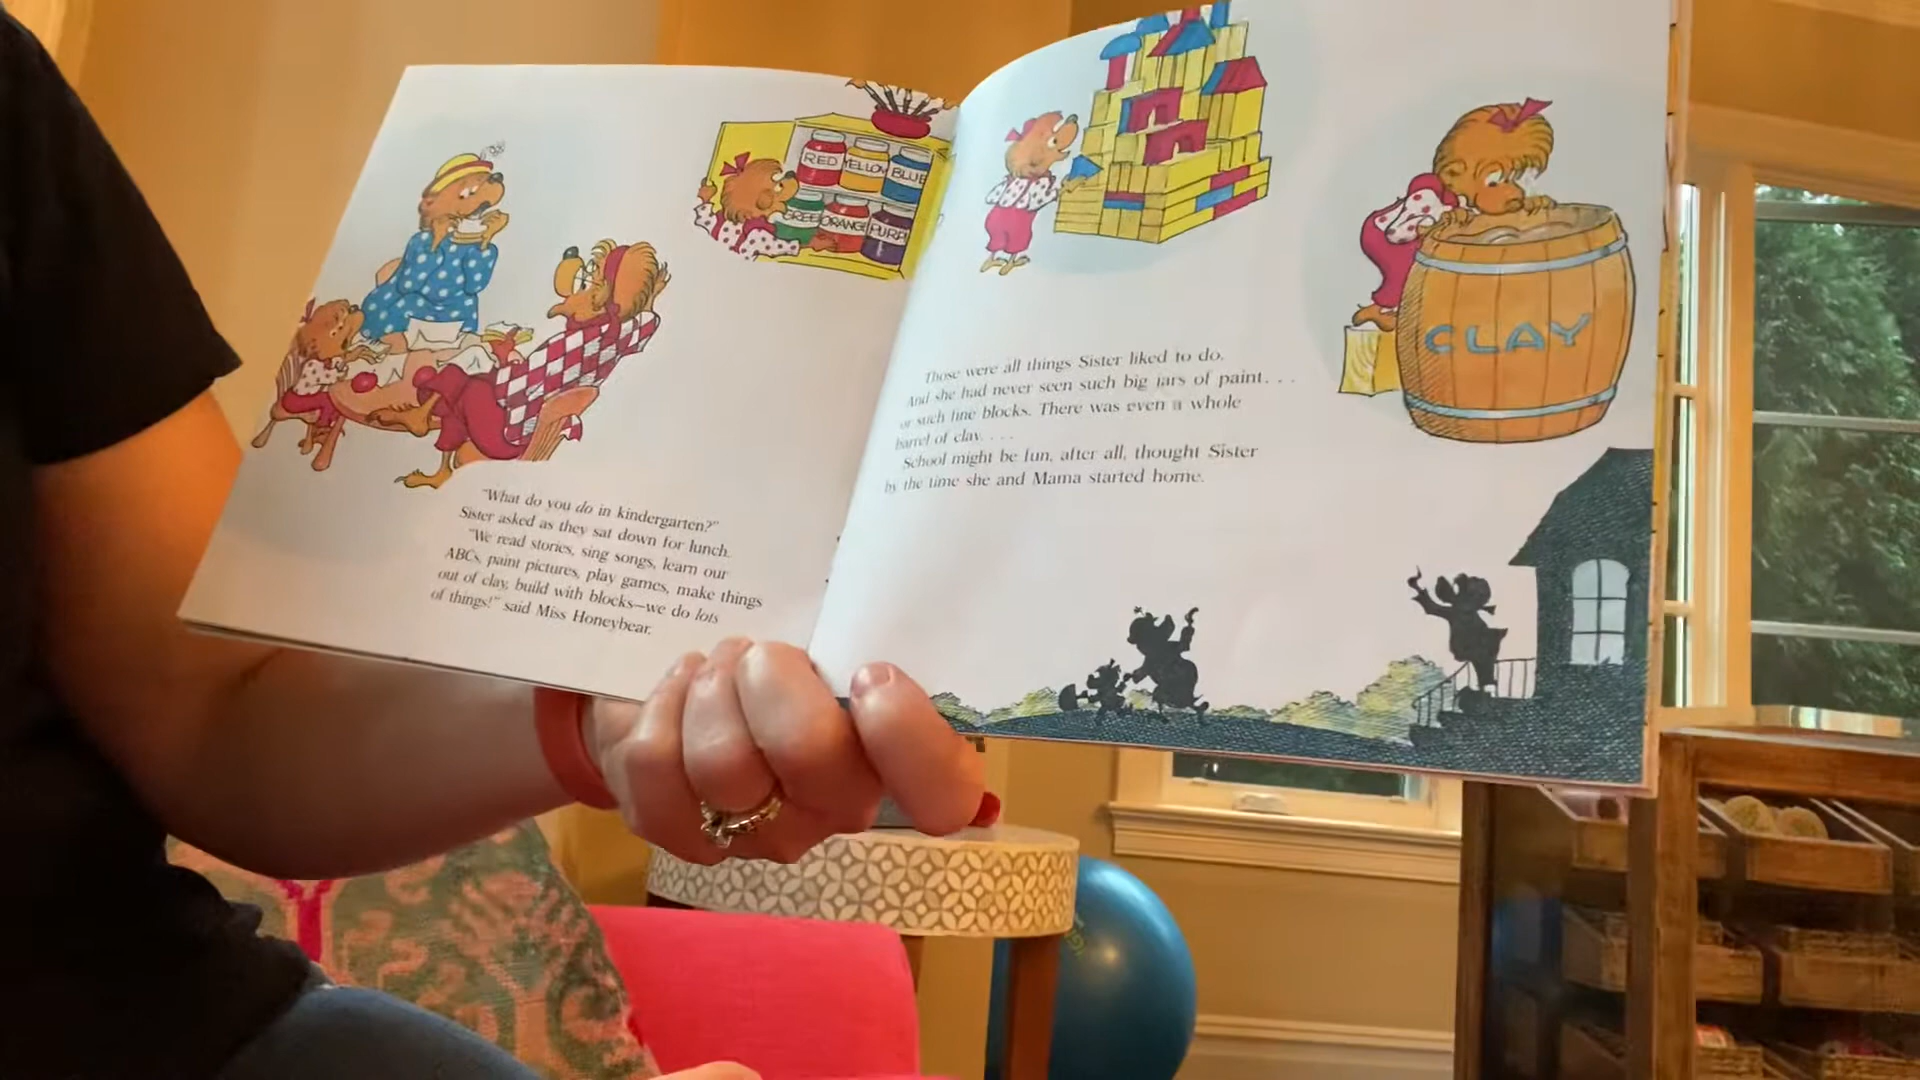 RED YELLOW BLUE
GREE ORANGE PURP
"What do you do in kindergarten?"
Sister asked as they sat down for lunch.
"We read stories, sing songs, learn our
ABCs, paint pictures, play games, make things
out of clay, build with blocks—we do lots
of things!" said Miss Honeybear.
CLAY
Those were all things Sister liked to do.
And she had never seen such big jars of paint. . .
or such fine blocks. There was even a whole
barrel of clay. . . .
School might be fun, after all, thought Sister
by the time she and Mama started home.